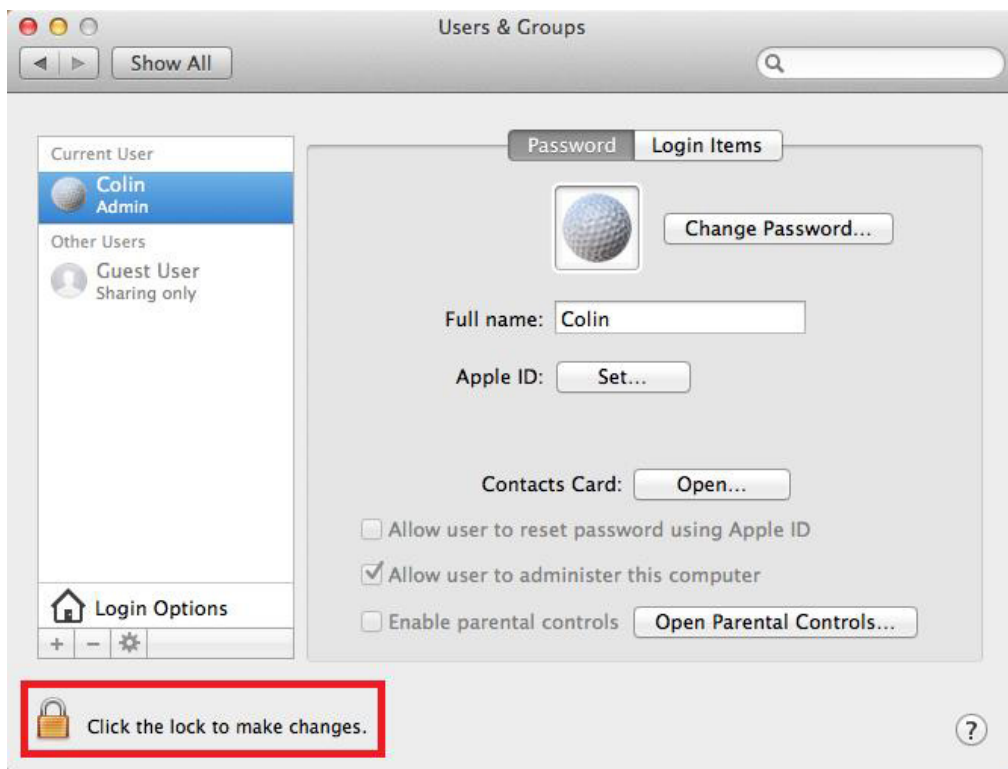 Users & Groups
Show All
Current User
Colin
Admin
Other Users
Guest User
Sharing only
Login Options
+ −
Password Login Items
Change Password...
Full name: Colin
Apple ID: Set...
Contacts Card: Open...
Allow user to reset password using Apple ID
Allow user to administer this computer
Enable parental controls Open Parental Controls...
Click the lock to make changes.
?